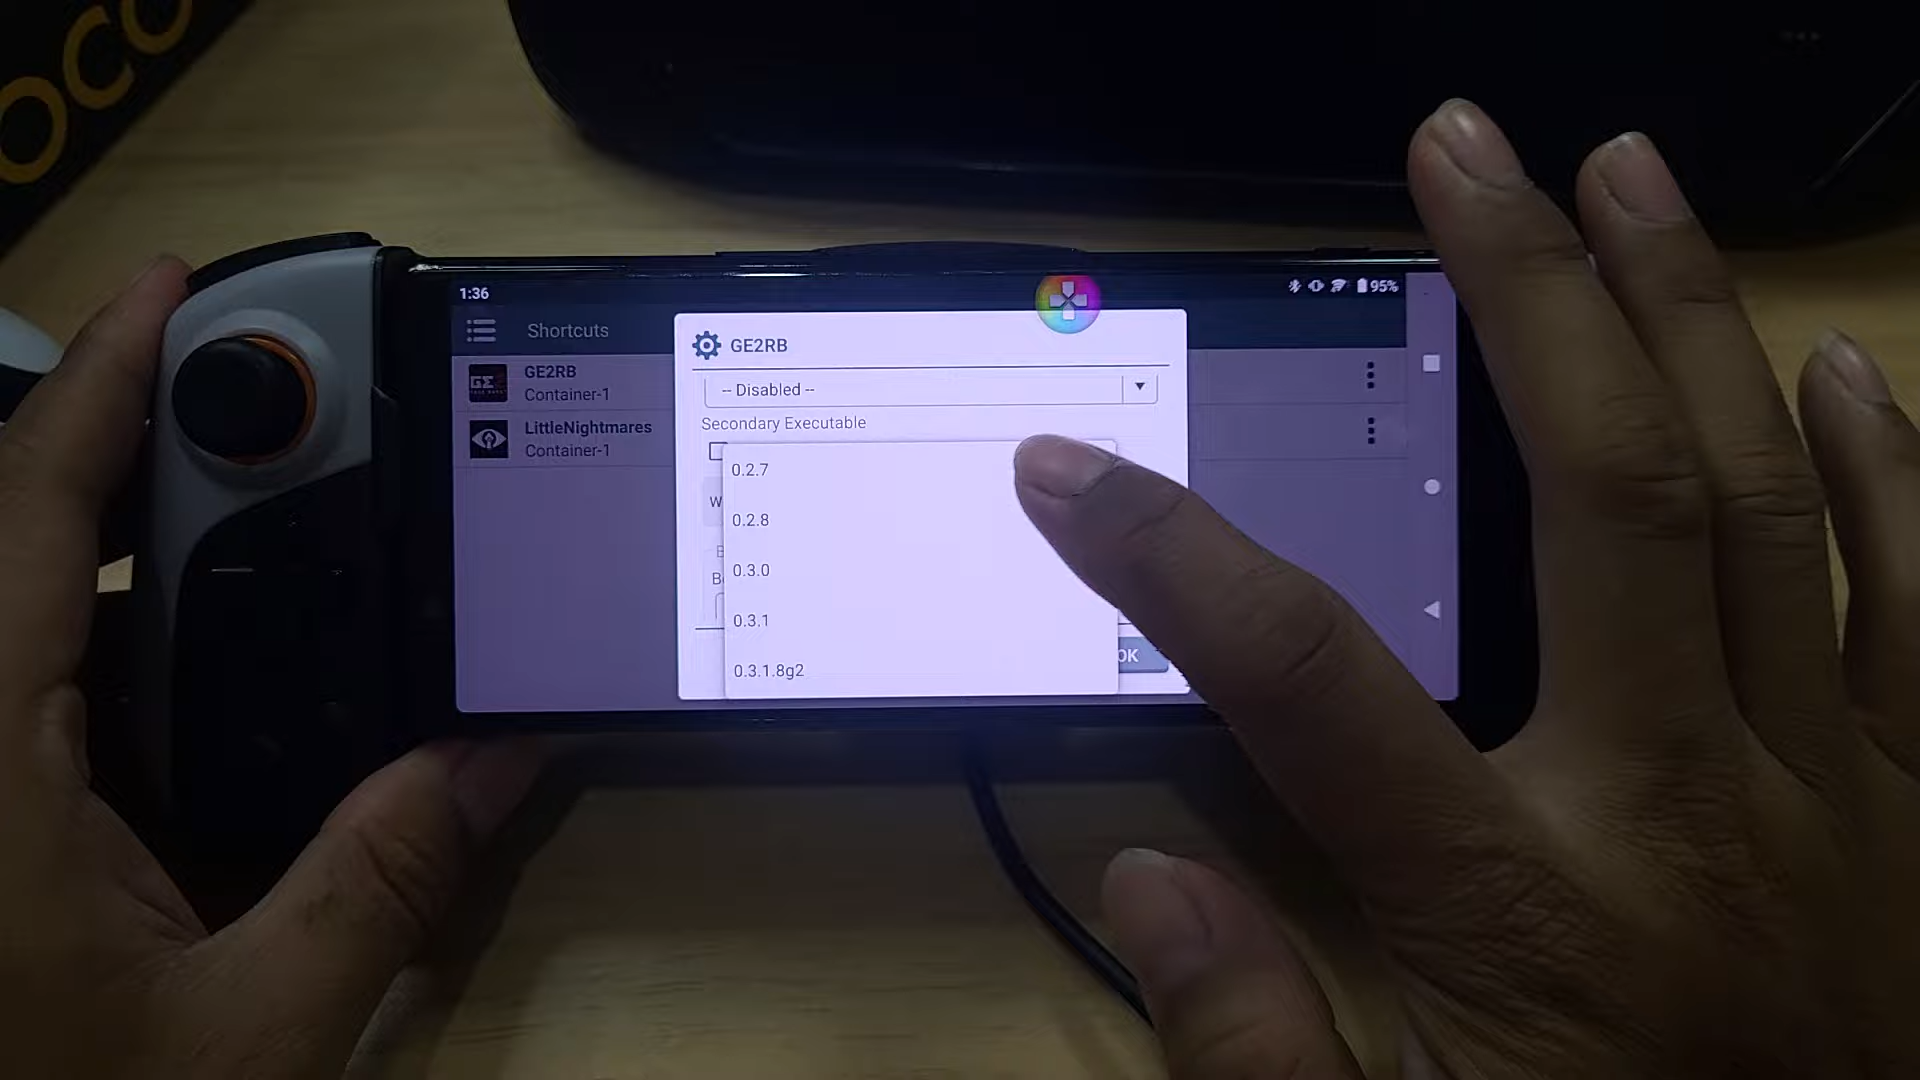 OCO
1:36
95%
Shortcuts
GE2RB
Container-1
LittleNightmares
Container-1
GE2RB
-- Disabled --
Secondary Executable
0.2.7
0.2.8
0.3.0
0.3.1
0.3.1.8g2
OK